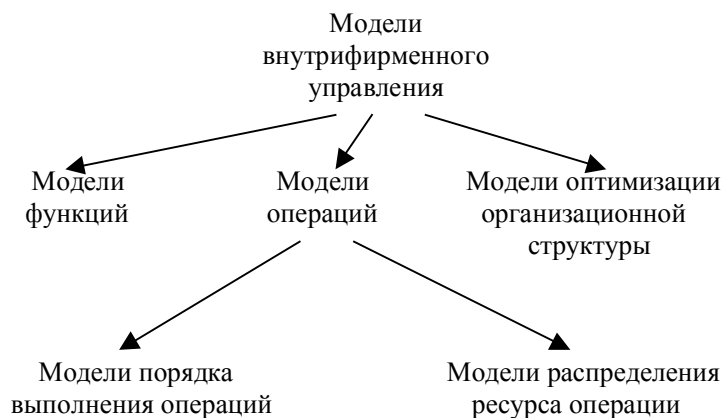 Модели
внутрифирменного
управления
Модели
функций
Модели
операций
Модели оптимизации
организационной
структуры
Модели порядка
выполнения операций
Модели распределения
ресурса операции